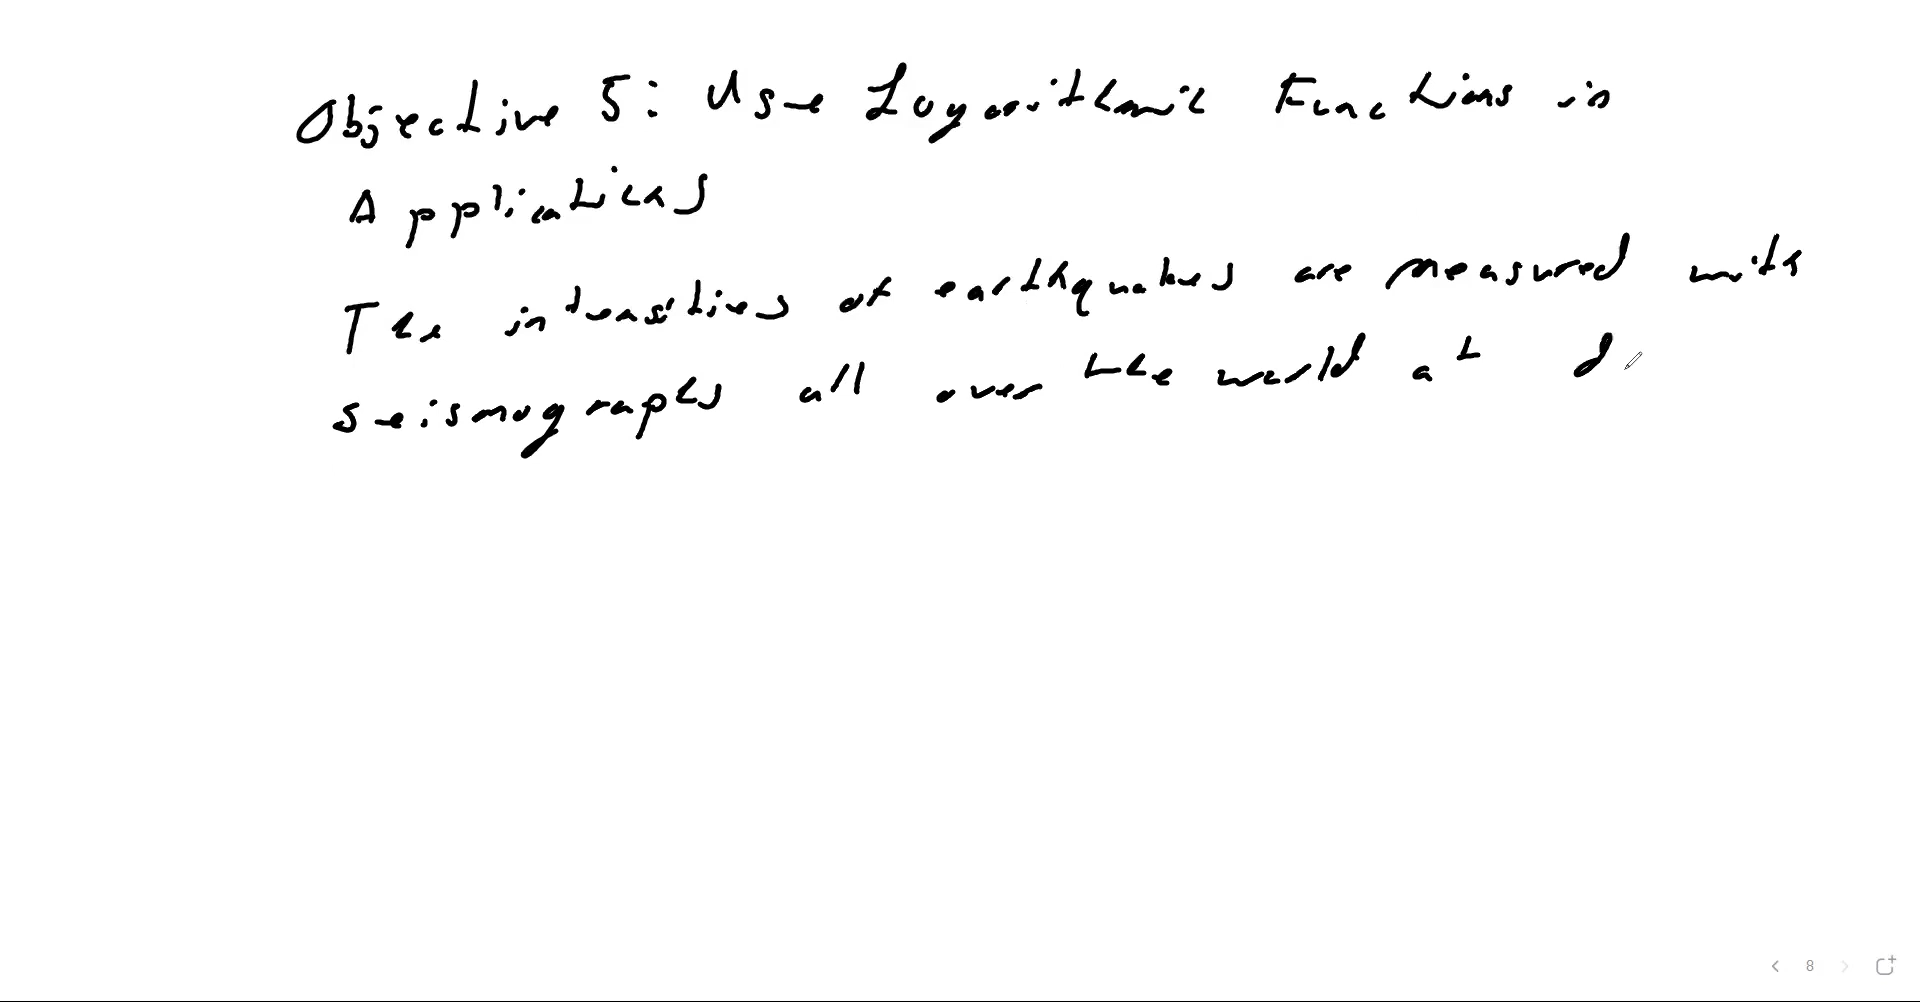 Objective 5: Use Logarithmic Functions in
Applications
The intensities of earthquakes are measured with
seismographs all over the world at d
8